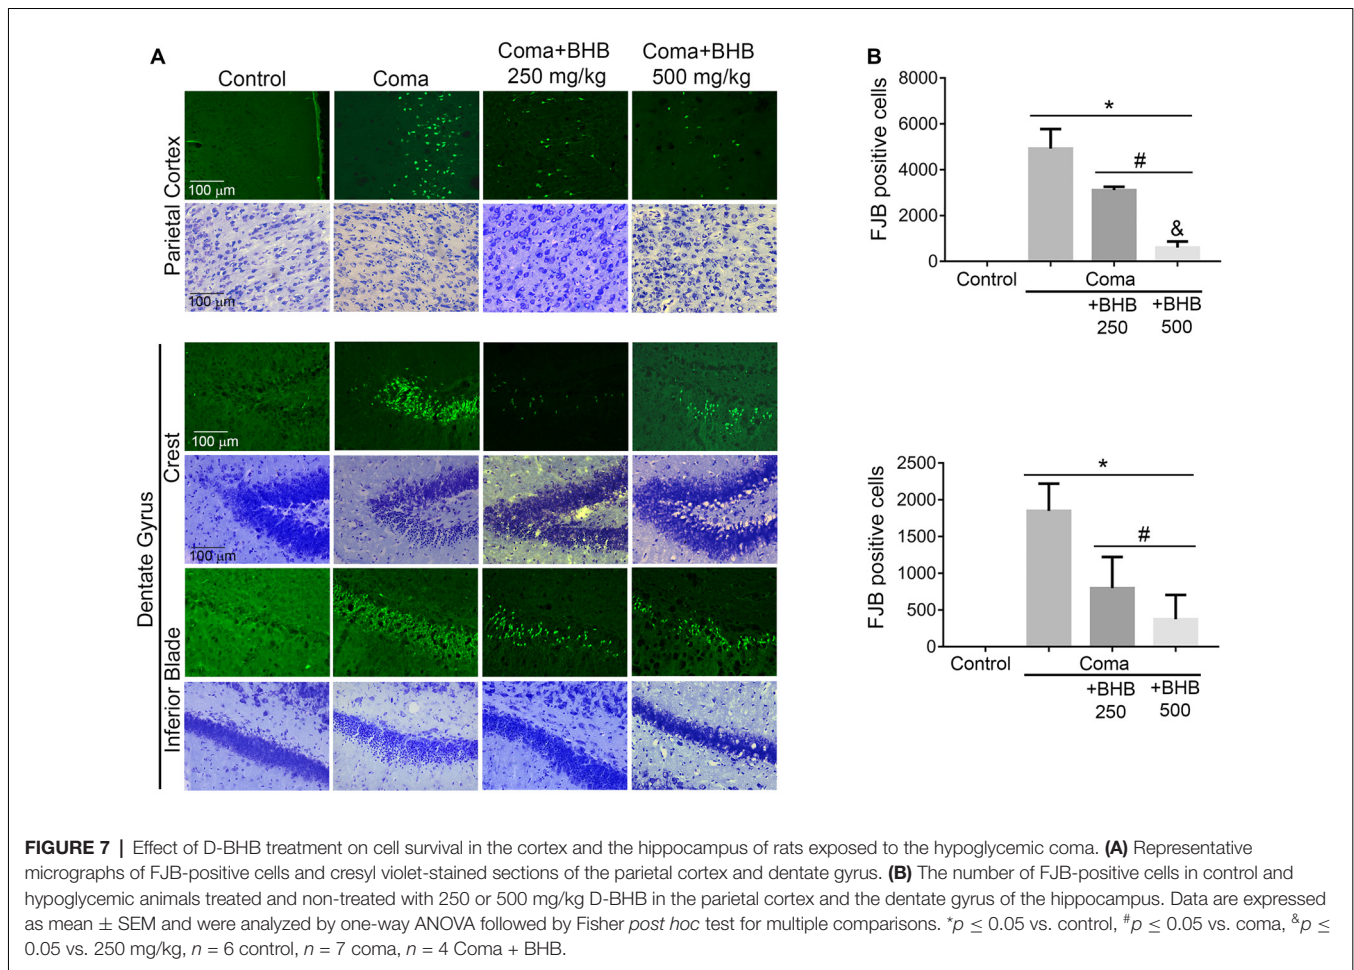 A
Control
Coma
Coma+BHB
250 mg/kg
Coma+BHB
500 mg/kg
Parietal Cortex
100 µm
100 µm
Dentate Gyrus
Crest
100 µm
100 µm
Inferior Blade
B
FJB positive cells
8000
6000
4000
2000
0
*
#
&
Control
Coma
+BHB
250
+BHB
500
FJB positive cells
2500
2000
1500
1000
500
0
*
#
Control
Coma
+BHB
250
+BHB
500
FIGURE 7 | Effect of D-BHB treatment on cell survival in the cortex and the hippocampus of rats exposed to the hypoglycemic coma. (A) Representative
micrographs of FJB-positive cells and cresyl violet-stained sections of the parietal cortex and dentate gyrus. (B) The number of FJB-positive cells in control and
hypoglycemic animals treated and non-treated with 250 or 500 mg/kg D-BHB in the parietal cortex and the dentate gyrus of the hippocampus. Data are expressed
as mean ± SEM and were analyzed by one-way ANOVA followed by Fisher post hoc test for multiple comparisons. *p ≤ 0.05 vs. control, #p ≤ 0.05 vs. coma, &p ≤
0.05 vs. 250 mg/kg, n = 6 control, n = 7 coma, n = 4 Coma + BHB.